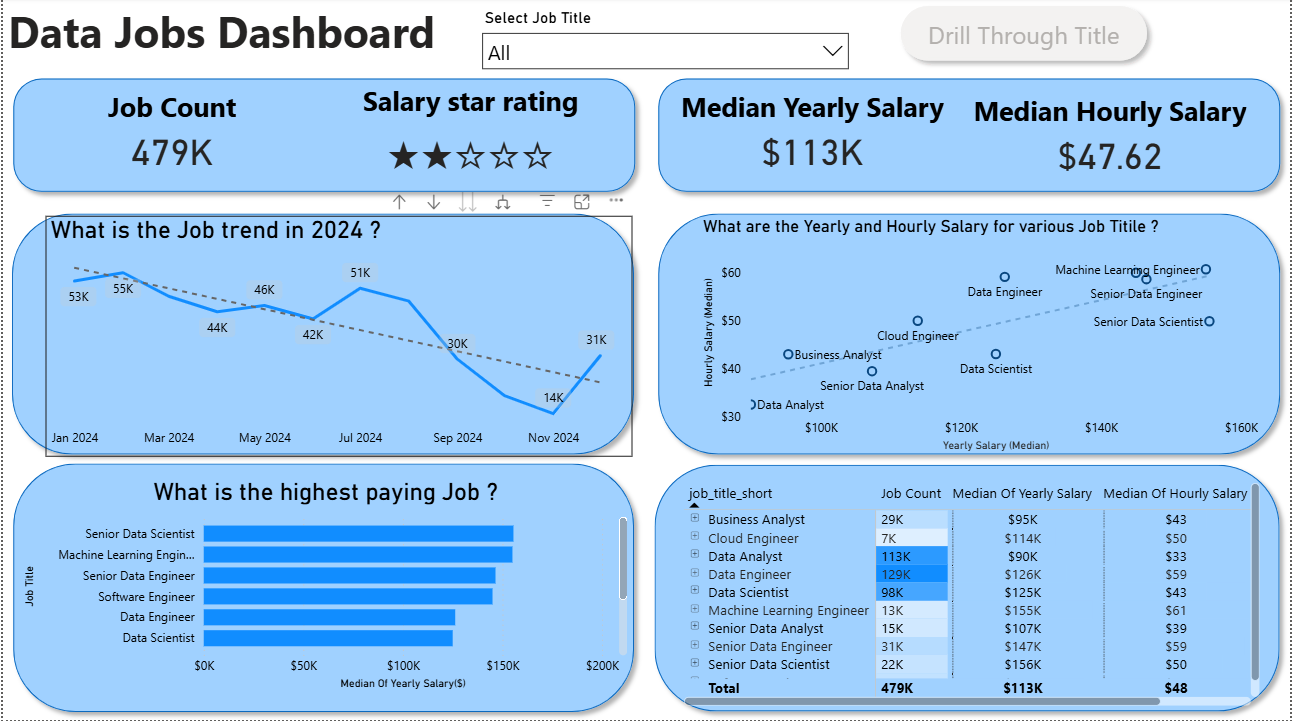 Data Jobs Dashboard
Select Job Title
All
Drill Through Title
Job Count
479K
Salary star rating
★★☆☆☆
Median Yearly Salary
$113K
Median Hourly Salary
$47.62
What is the Job trend in 2024 ?
53K
55K
44K
46K
42K
51K
30K
14K
31K
Jan 2024 Mar 2024 May 2024 Jul 2024 Sep 2024 Nov 2024
What are the Yearly and Hourly Salary for various Job Titile ?
Hourly Salary (Median)
$60
$50
$40
$30
Machine Learning Engineer
Data Engineer
Senior Data Engineer
Cloud Engineer
Senior Data Scientist
Business Analyst
Data Scientist
Senior Data Analyst
Data Analyst
$100K $120K $140K $160K
Yearly Salary (Median)
What is the highest paying Job ?
Job Title
Senior Data Scientist
Machine Learning Engin...
Senior Data Engineer
Software Engineer
Data Engineer
Data Scientist
$0K $50K $100K $150K $200K
Median Of Yearly Salary($)
job_title_short Job Count Median Of Yearly Salary Median Of Hourly Salary
Business Analyst 29K $95K $43
Cloud Engineer 7K $114K $50
Data Analyst 113K $90K $33
Data Engineer 129K $126K $59
Data Scientist 98K $125K $43
Machine Learning Engineer 13K $155K $61
Senior Data Analyst 15K $107K $39
Senior Data Engineer 31K $147K $59
Senior Data Scientist 22K $156K $50
Total 479K $113K $48